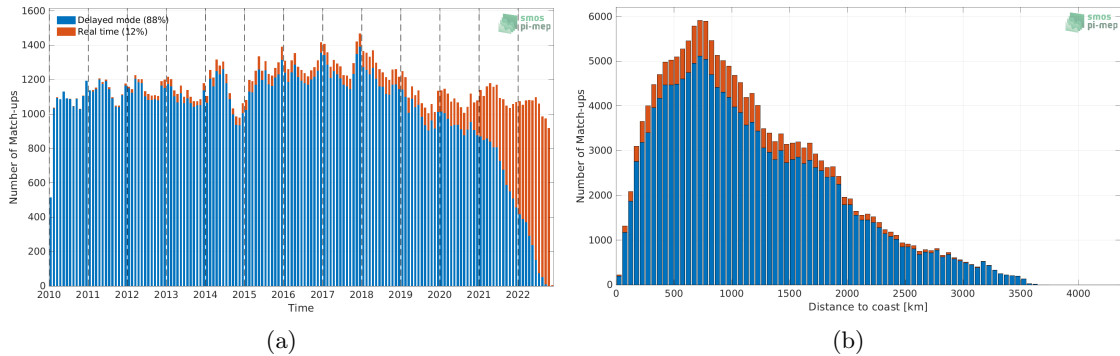 1600
1400
1200
1000
800
600
400
200
0
Number of Match-ups
Delayed mode (88%)
Real time (12%)
smos
pi-mep
2010 2011 2012 2013 2014 2015 2016 2017 2018 2019 2020 2021 2022
Time
(a)
6000
5000
4000
3000
2000
1000
0
Number of Match-ups
smos
pi-mep
0 500 1000 1500 2000 2500 3000 3500 4000
Distance to coast [km]
(b)